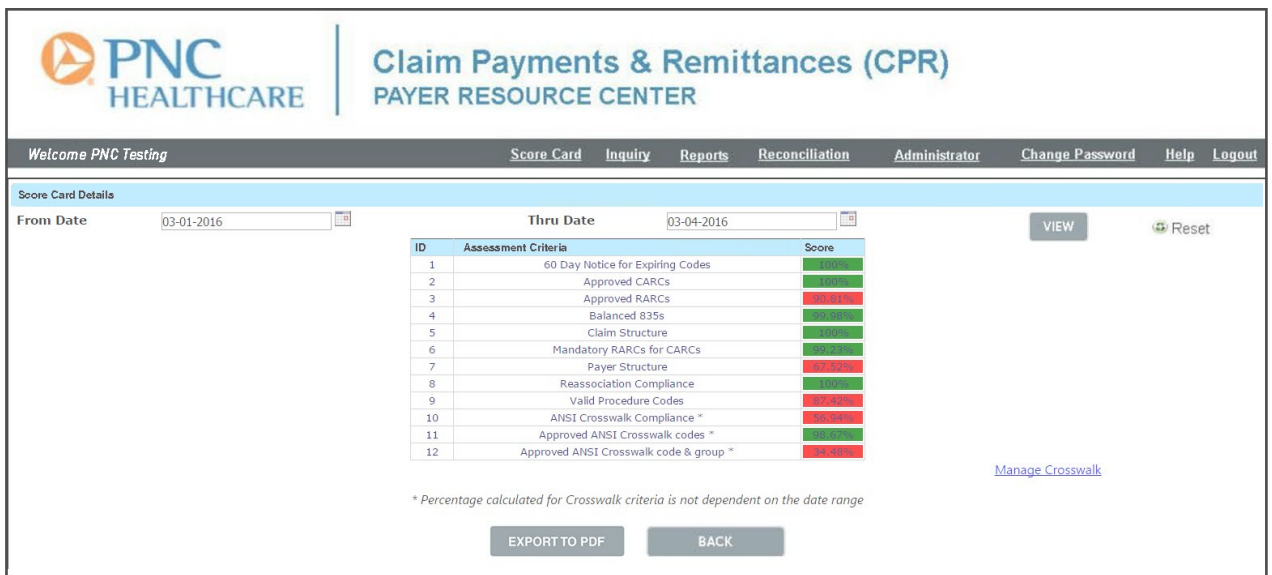 PNC
HEALTHCARE
Claim Payments & Remittances (CPR)
PAYER RESOURCE CENTER
Welcome PNC Testing Score Card Inquiry Reports Reconciliation Administrator Change Password Help Logout
Score Card Details
From Date 03-01-2016 Thru Date 03-04-2016 VIEW Reset
ID Assessment Criteria Score
1 60 Day Notice for Expiring Codes 100%
2 Approved CARCs 100%
3 Approved RARCs 90.81%
4 Balanced 835s 99.98%
5 Claim Structure 100%
6 Mandatory RARCs for CARCs 99.23%
7 Payer Structure 67.52%
8 Reassociation Compliance 100%
9 Valid Procedure Codes 87.42%
10 ANSI Crosswalk Compliance * 56.94%
11 Approved ANSI Crosswalk codes * 98.67%
12 Approved ANSI Crosswalk code & group * 34.48%
Manage Crosswalk
* Percentage calculated for Crosswalk criteria is not dependent on the date range
EXPORT TO PDF BACK